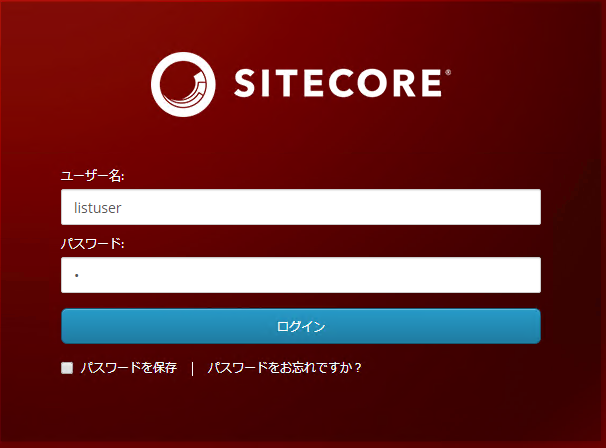 SITECORE®
ユーザー名:
listuser
パスワード:
•
ログイン
パスワードを保存 | パスワードをお忘れですか？